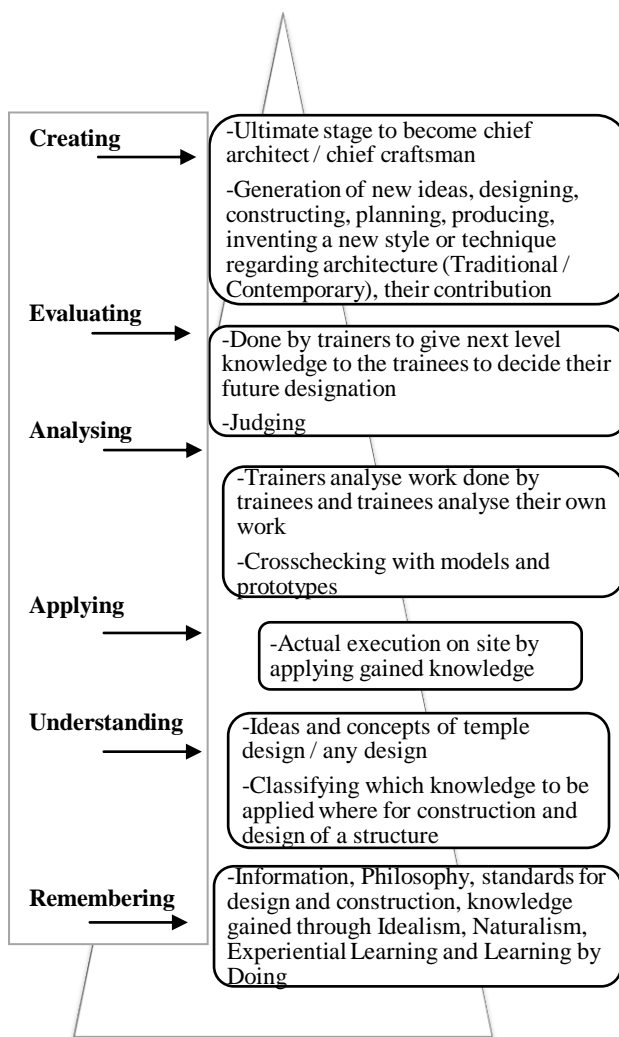 Creating
-Ultimate stage to become chief
architect / chief craftsman
-Generation of new ideas, designing,
constructing, planning, producing,
inventing a new style or technique
regarding architecture (Traditional /
Contemporary), their contribution
Evaluating
-Done by trainers to give next level
knowledge to the trainees to decide their
future designation
-Judging
Analysing
-Trainers analyse work done by
trainees and trainees analyse their own
work
-Crosschecking with models and
prototypes
Applying
-Actual execution on site by
applying gained knowledge
Understanding
-Ideas and concepts of temple
design / any design
-Classifying which knowledge to be
applied where for construction and
design of a structure
Remembering
-Information, Philosophy, standards for
design and construction, knowledge
gained through Idealism, Naturalism,
Experiential Learning and Learning by
Doing